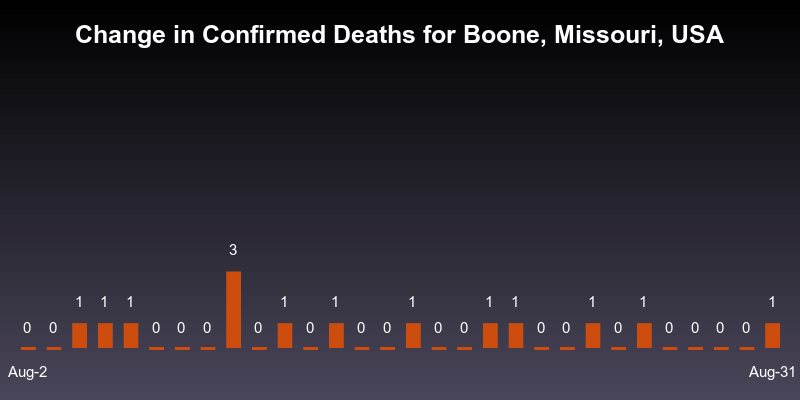 Change in Confirmed Deaths for Boone, Missouri, USA
3
1 1 1 1 1 1 1 1 1 1 1
0 0 0 0 0 0 0 0 0 0 0 0 0 0 0 0 0 0
Aug-2 Aug-31